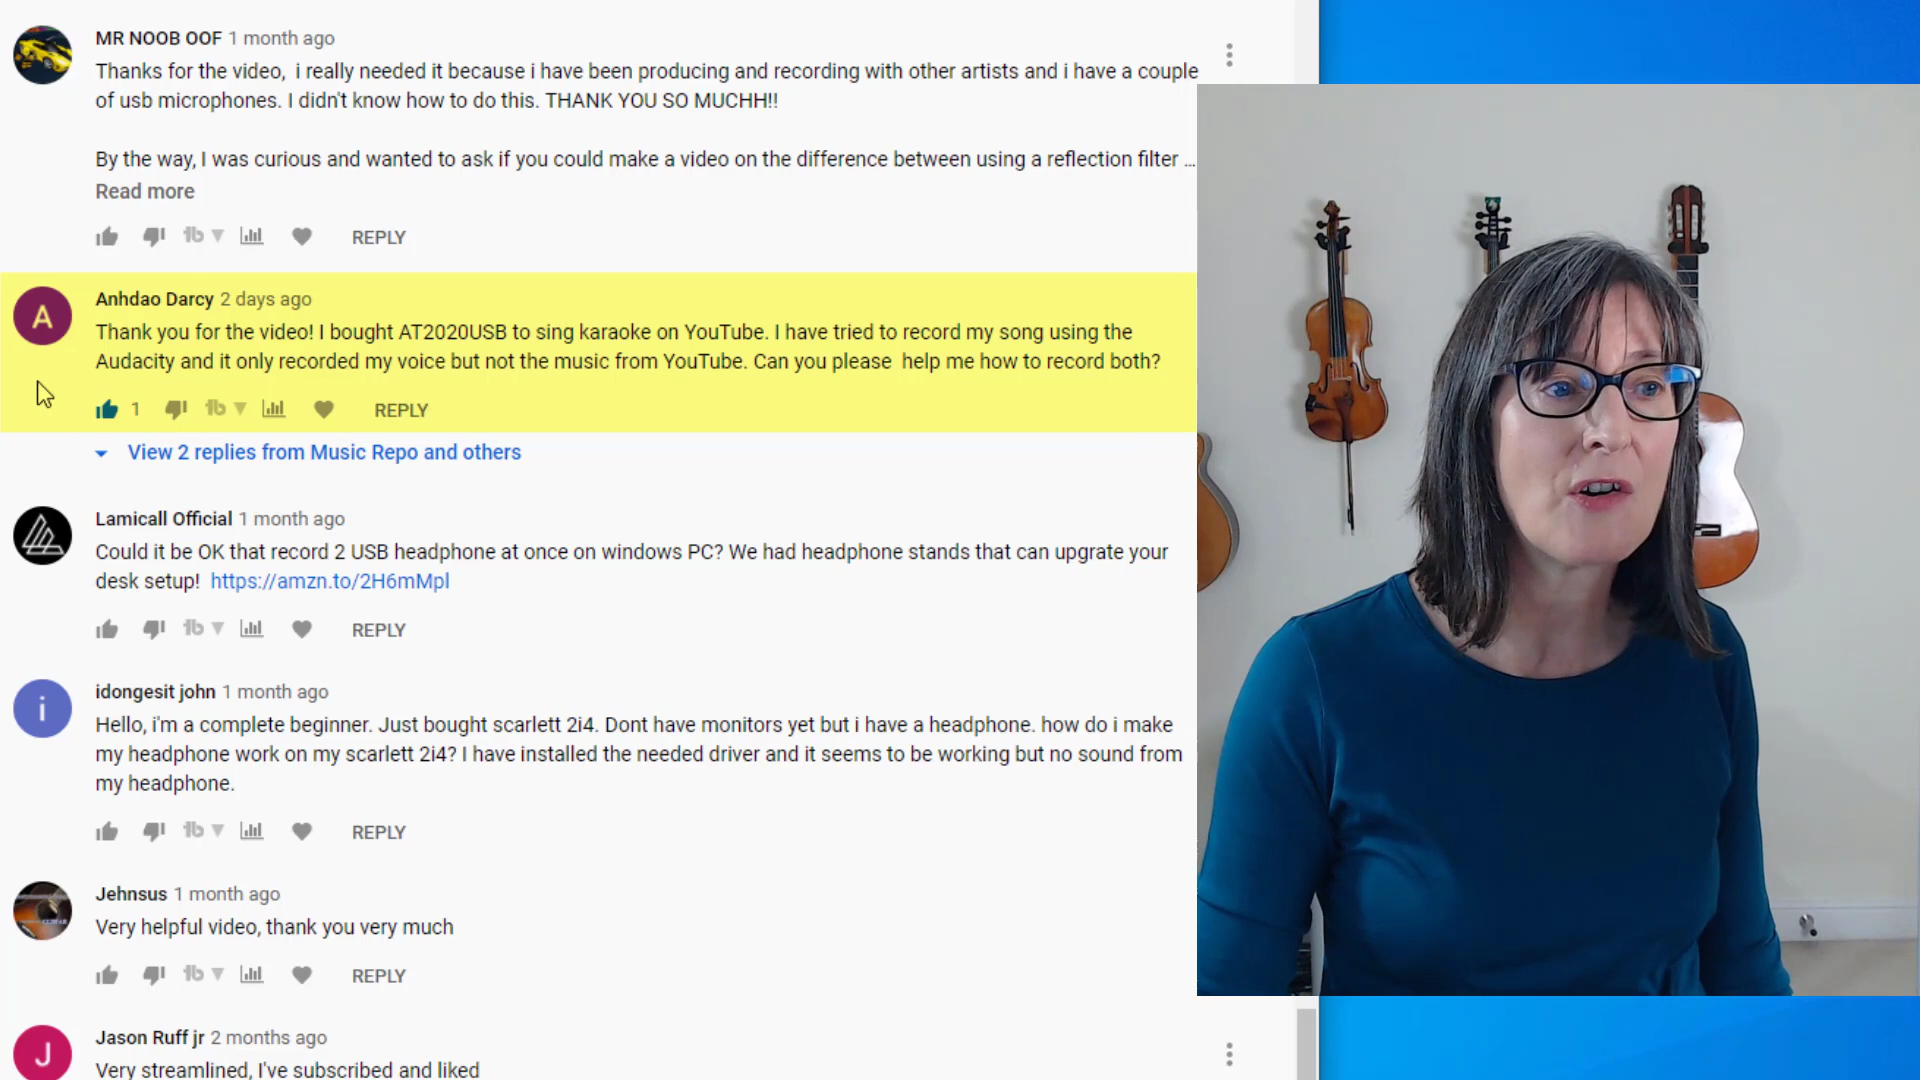 MR NOOB OOF 1 month ago
Thanks for the video,  i really needed it because i have been producing and recording with other artists and i have a couple
of usb microphones. I didn't know how to do this. THANK YOU SO MUCHH!!
By the way, I was curious and wanted to ask if you could make a video on the difference between using a reflection filter ...
Read more
REPLY
A
Anhdao Darcy 2 days ago
Thank you for the video! I bought AT2020USB to sing karaoke on YouTube. I have tried to record my song using the
Audacity and it only recorded my voice but not the music from YouTube. Can you please  help me how to record both?
1 REPLY
View 2 replies from Music Repo and others
Lamicall Official 1 month ago
Could it be OK that record 2 USB headphone at once on windows PC? We had headphone stands that can upgrate your
desk setup!  https://amzn.to/2H6mMpl
REPLY
i
idongesit john 1 month ago
Hello, i'm a complete beginner. Just bought scarlett 2i4. Dont have monitors yet but i have a headphone. how do i make
my headphone work on my scarlett 2i4? I have installed the needed driver and it seems to be working but no sound from
my headphone.
REPLY
Jehnsus 1 month ago
Very helpful video, thank you very much
REPLY
J
Jason Ruff jr 2 months ago
Very streamlined, I've subscribed and liked